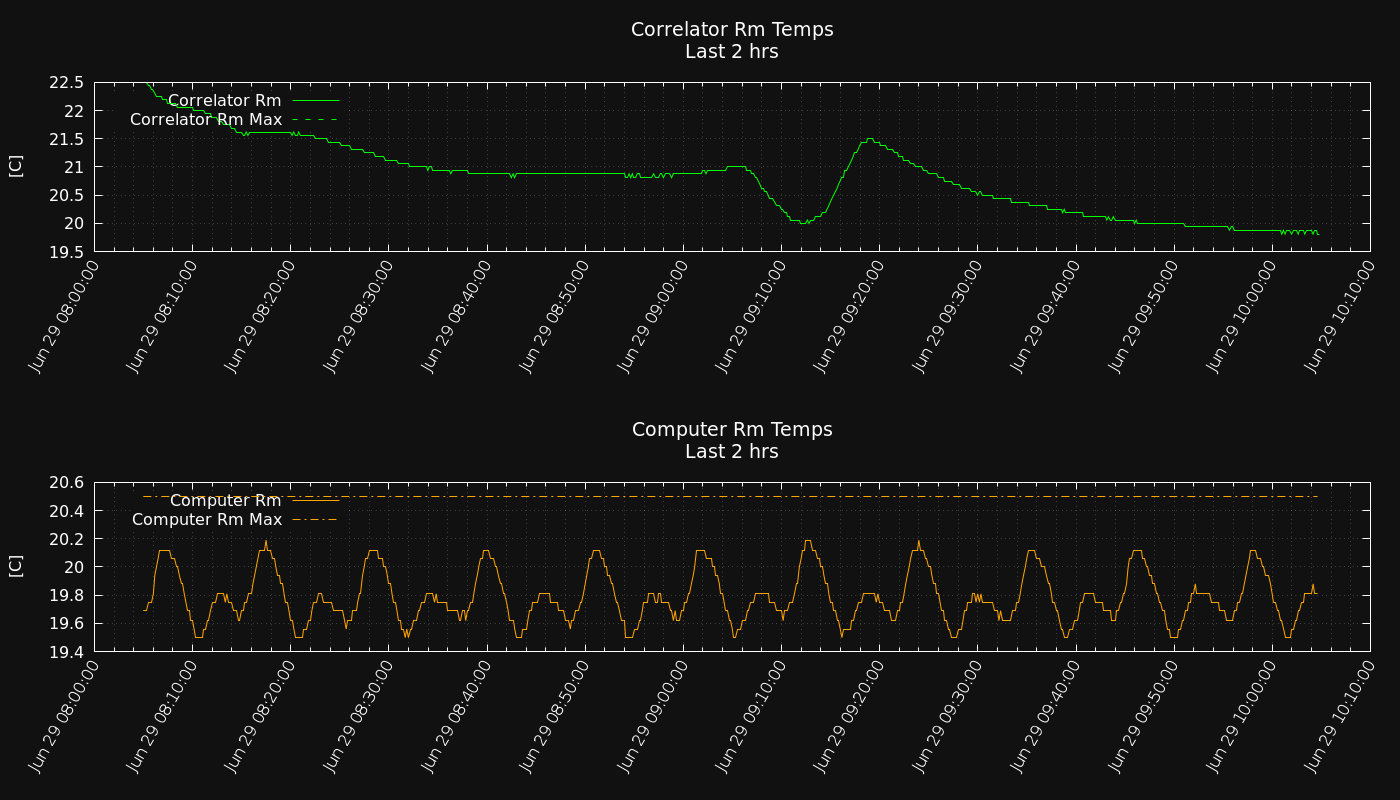 Correlator Rm Temps
Last 2 hrs
22.5
22
21.5
21
20.5
20
19.5
[C]
Correlator Rm
Correlator Rm Max
Jun 29 08:00:00
Jun 29 08:10:00
Jun 29 08:20:00
Jun 29 08:30:00
Jun 29 08:40:00
Jun 29 08:50:00
Jun 29 09:00:00
Jun 29 09:10:00
Jun 29 09:20:00
Jun 29 09:30:00
Jun 29 09:40:00
Jun 29 09:50:00
Jun 29 10:00:00
Jun 29 10:10:00
Computer Rm Temps
Last 2 hrs
20.6
20.4
20.2
20
19.8
19.6
19.4
[C]
Computer Rm
Computer Rm Max
Jun 29 08:00:00
Jun 29 08:10:00
Jun 29 08:20:00
Jun 29 08:30:00
Jun 29 08:40:00
Jun 29 08:50:00
Jun 29 09:00:00
Jun 29 09:10:00
Jun 29 09:20:00
Jun 29 09:30:00
Jun 29 09:40:00
Jun 29 09:50:00
Jun 29 10:00:00
Jun 29 10:10:00